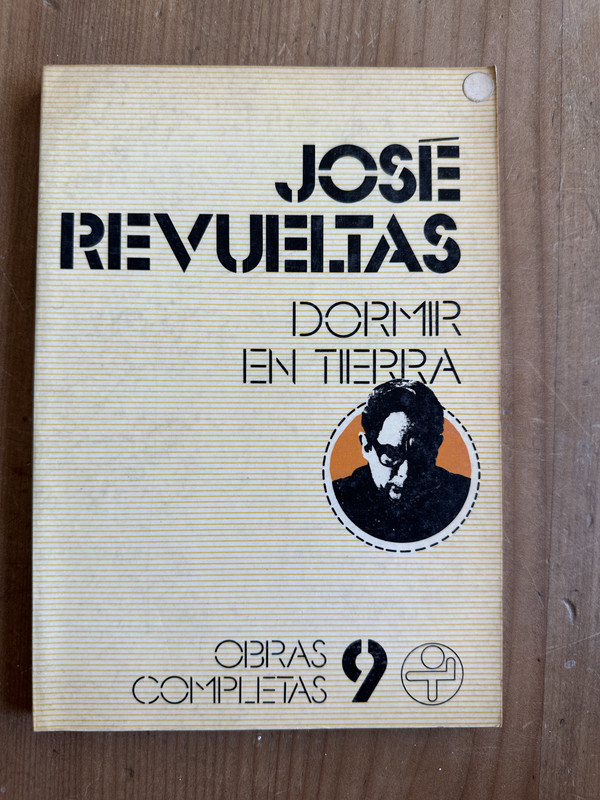 JOSÉ
REVUELTAS
DORMIR
EN TIERRA
OBRAS
COMPLETAS 9